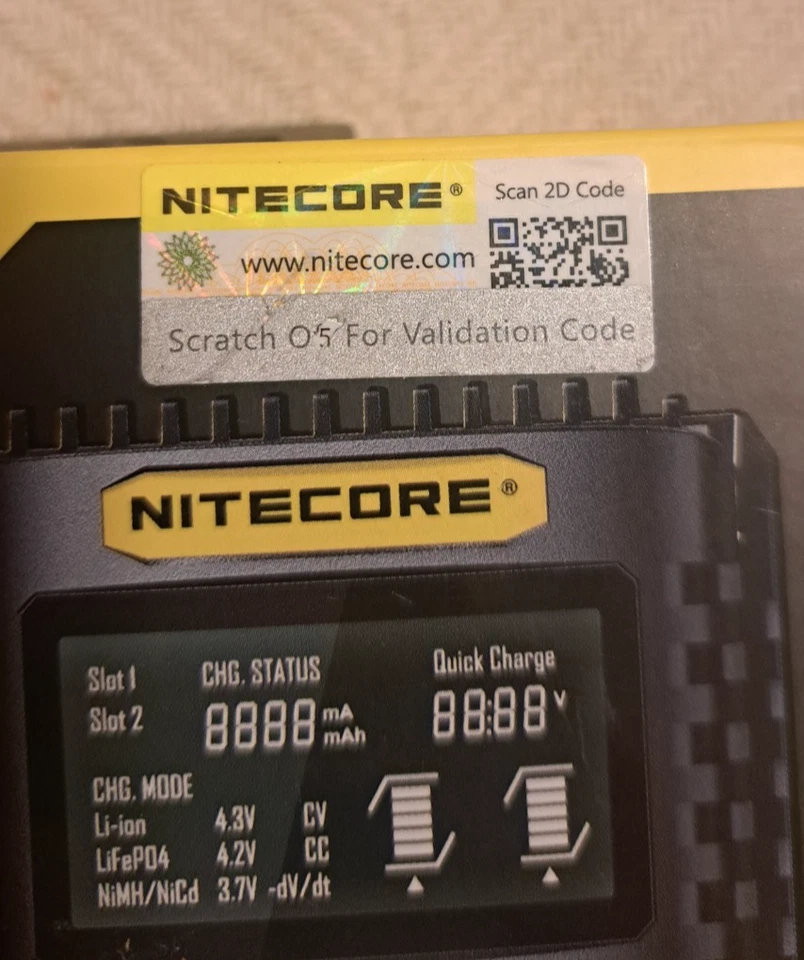 NITECORE®
Scan 2D Code
www.nitecore.com
Scratch O 5 For Validation Code
NITECORE®
Slot 1 CHG. STATUS Quick Charge
Slot 2 8888 mA mAh 88:88 V
CHG. MODE
Li-ion 4.3V CV
LiFePO4 4.2V CC
NiMH/NiCd 3.7V -dV/dt